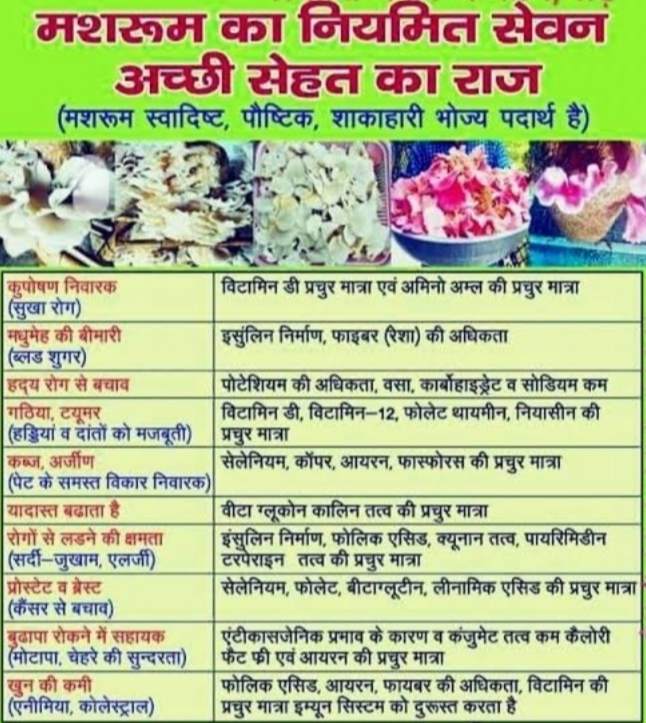 मशरूम का नियमित सेवन
अच्छी सेहत का राज
(मशरूम स्वादिष्ट, पौष्टिक, शाकाहारी भोज्य पदार्थ है)
कुपोषण निवारक
(सुखा रोग)
विटामिन डी प्रचुर मात्रा एवं अमिनो अम्ल की प्रचुर मात्रा
मधुमेह की बीमारी
(ब्लड शुगर)
इसुंलिन निर्माण, फाइबर (रेशा) की अधिकता
हदृय रोग से बचाव
पोटेशियम की अधिकता, वसा, कार्बोहाइड्रेट व सोडियम कम
गठिया, टयूमर
(हड्डियां व दांतों को मजबूती)
विटामिन डी, विटामिन–12, फोलेट थायमीन, नियासीन की
प्रचुर मात्रा
कब्ज, अर्जीण
(पेट के समस्त विकार निवारक)
सेलेनियम, कॉपर, आयरन, फास्फोरस की प्रचुर मात्रा
यादास्त बढाता है
वीटा ग्लूकोन कालिन तत्व की प्रचुर मात्रा
रोगों से लडने की क्षमता
(सर्दी–जुखाम, एलर्जी)
इंसुलिन निर्माण, फोलिक एसिड, क्यूनान तत्व, पायरिमिडीन
टरपेराइन तत्व की प्रचुर मात्रा
प्रोस्टेट व ब्रेस्ट
(कैंसर से बचाव)
सेलेनियम, फोलेट, बीटाग्लूटीन, लीनामिक एसिड की प्रचुर मात्रा
बुढापा रोकने में सहायक
(मोटापा, चेहरे की सुन्दरता)
एंटीकासजेनिक प्रभाव के कारण व कंजुमेट तत्व कम कैलोरी
फैट फ्री एवं आयरन की प्रचुर मात्रा
खुन की कमी
(एनीमिया, कोलेस्ट्राल)
फोलिक एसिड, आयरन, फायबर की अधिकता, विटामिन की
प्रचुर मात्रा इम्यून सिस्टम को दुरूस्त करता है